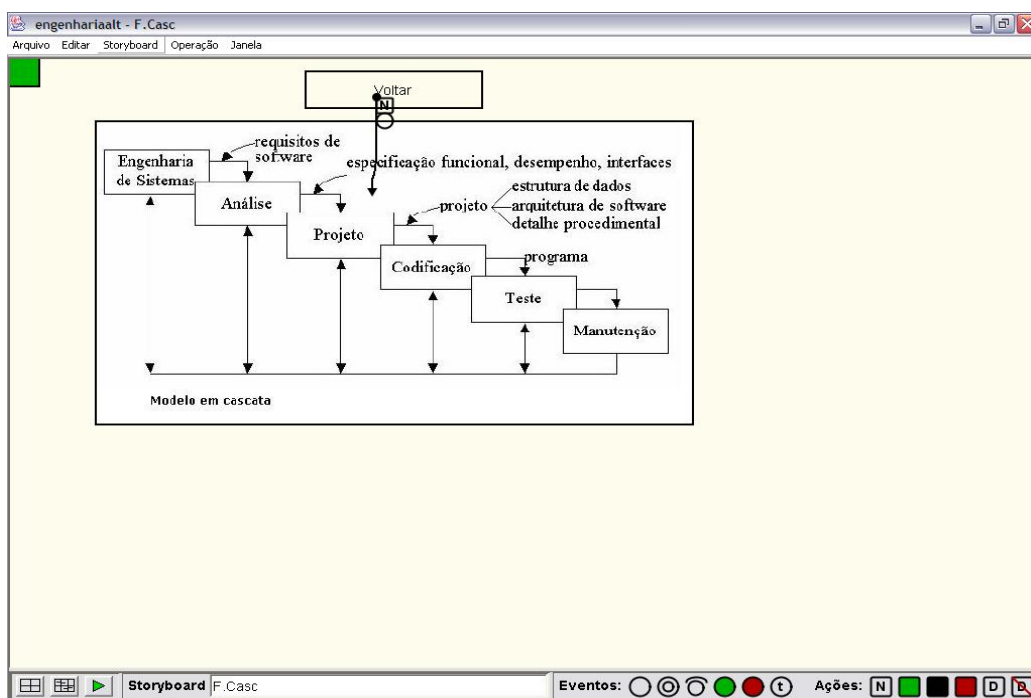 engenhariaalt - F.Casc
Arquivo Editar Storyboard Operação Janela
Voltar
N
requisitos de
software
Engenharia
de Sistemas
especificação funcional, desempenho, interfaces
Análise
estrutura de dados
projeto
arquitetura de software
detalhe procedimental
Projeto
programa
Codificação
Teste
Manutenção
Modelo em cascata
Storyboard F.Casc
Eventos: t Ações: N D D